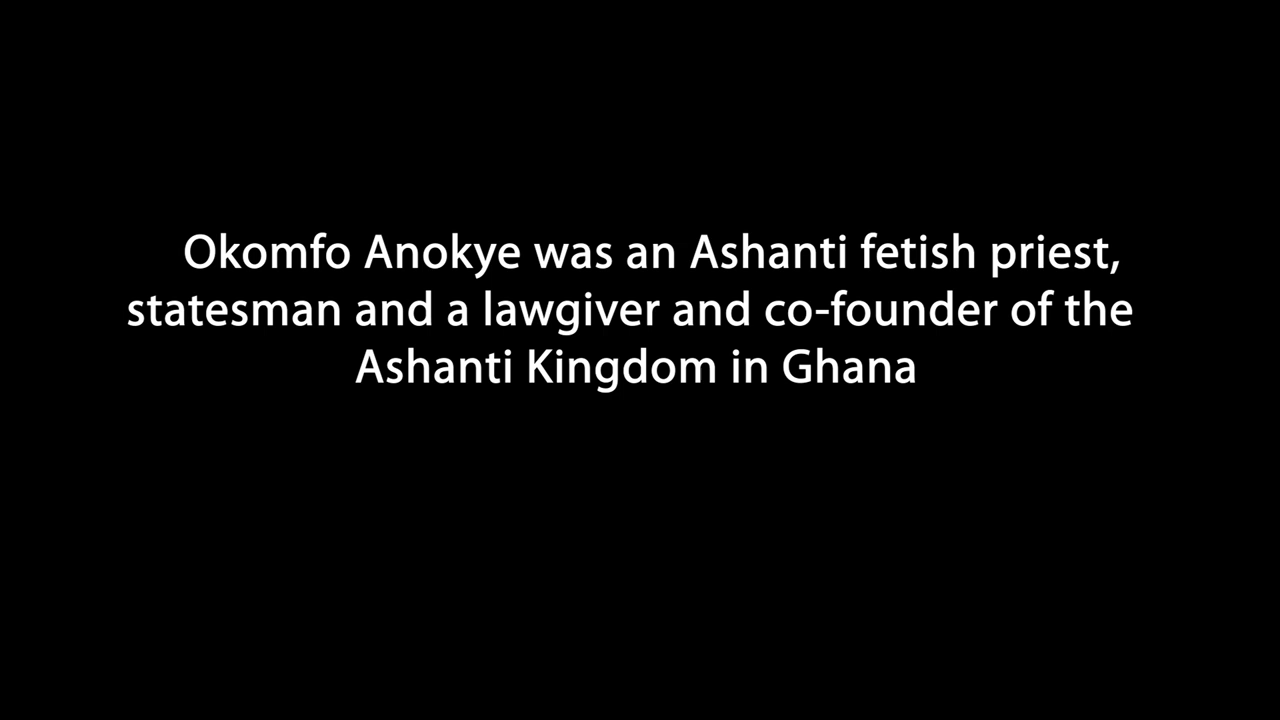 Okomfo Anokye was an Ashanti fetish priest,
statesman and a lawgiver and co-founder of the
Ashanti Kingdom in Ghana